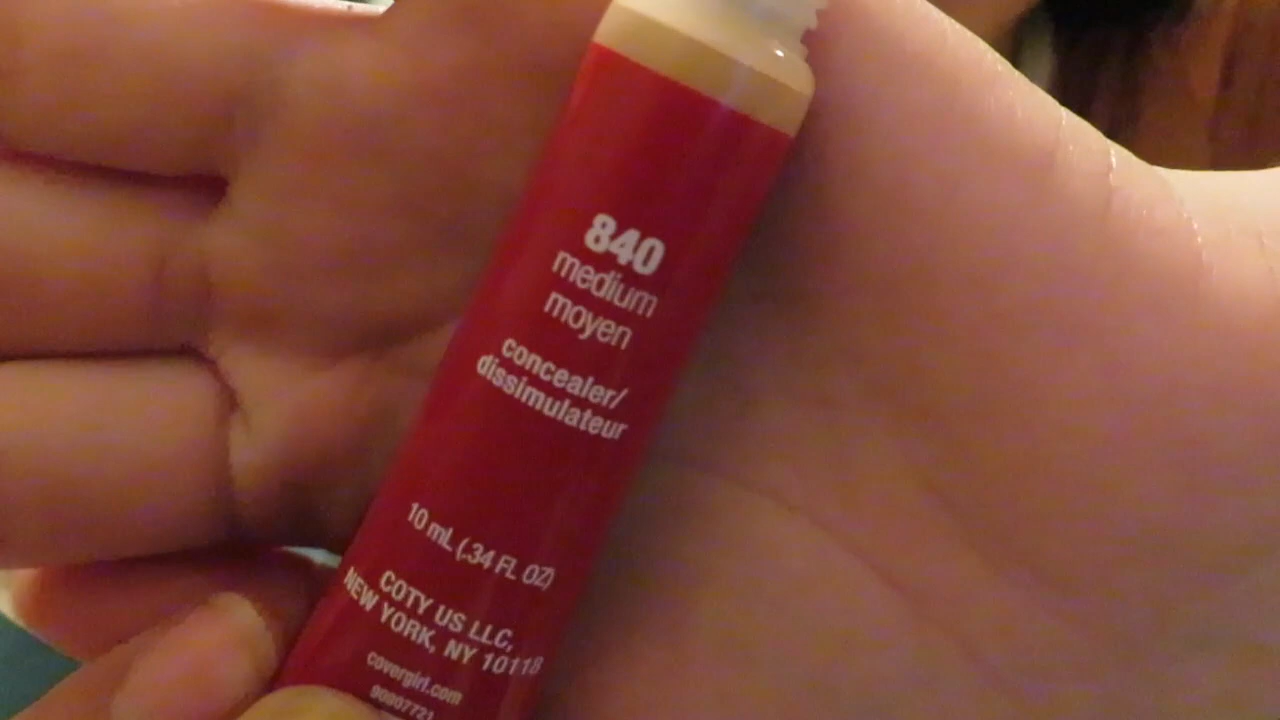 840
medium
moyen
concealer/
dissimulateur
10 mL (.34 FL OZ)
COTY US LLC,
NEW YORK, NY 10118
covergirl.com
90807721